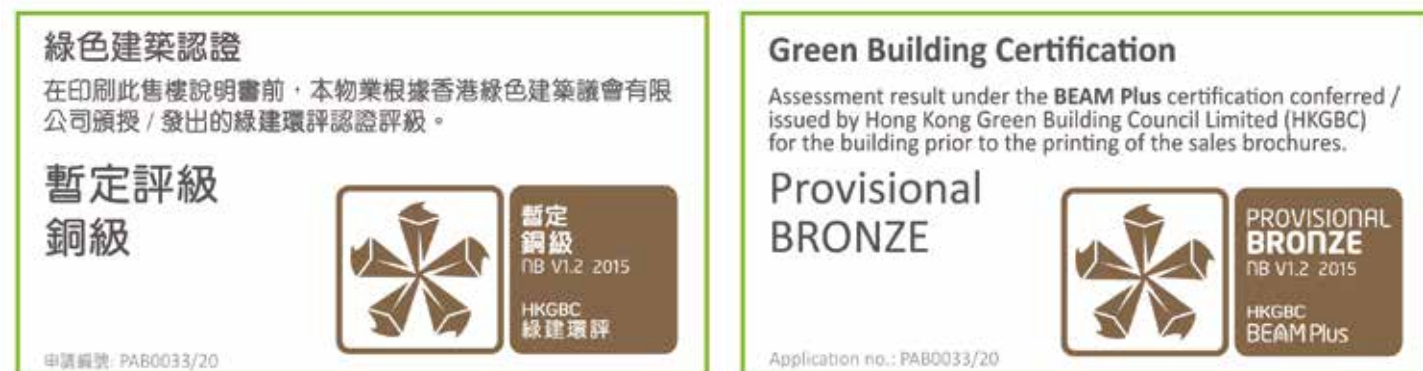 綠色建築認證
在印刷此售樓說明書前，本物業根據香港綠色建築議會有限
公司頒授 / 發出的綠建環評認證評級。
暫定評級
銅級
暫定
銅級
NB V1.2 2015
HKGBC
綠建環評
申請編號: PAB0033/20
Green Building Certification
Assessment result under the BEAM Plus certification conferred /
issued by Hong Kong Green Building Council Limited (HKGBC)
for the building prior to the printing of the sales brochures.
Provisional
BRONZE
PROVISIONAL
BRONZE
NB V1.2 2015
HKGBC
BEAM Plus
Application no.: PAB0033/20